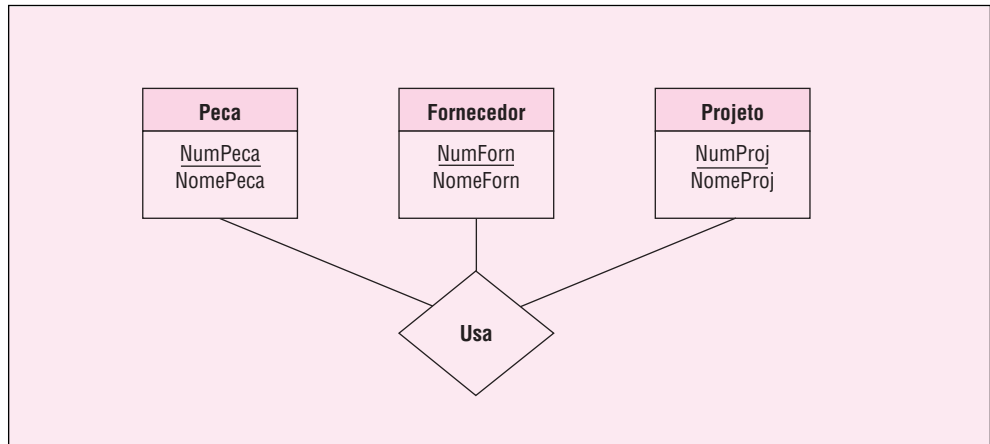 Peca
NumPeca
NomePeca
Fornecedor
NumForn
NomeForn
Projeto
NumProj
NomeProj
Usa